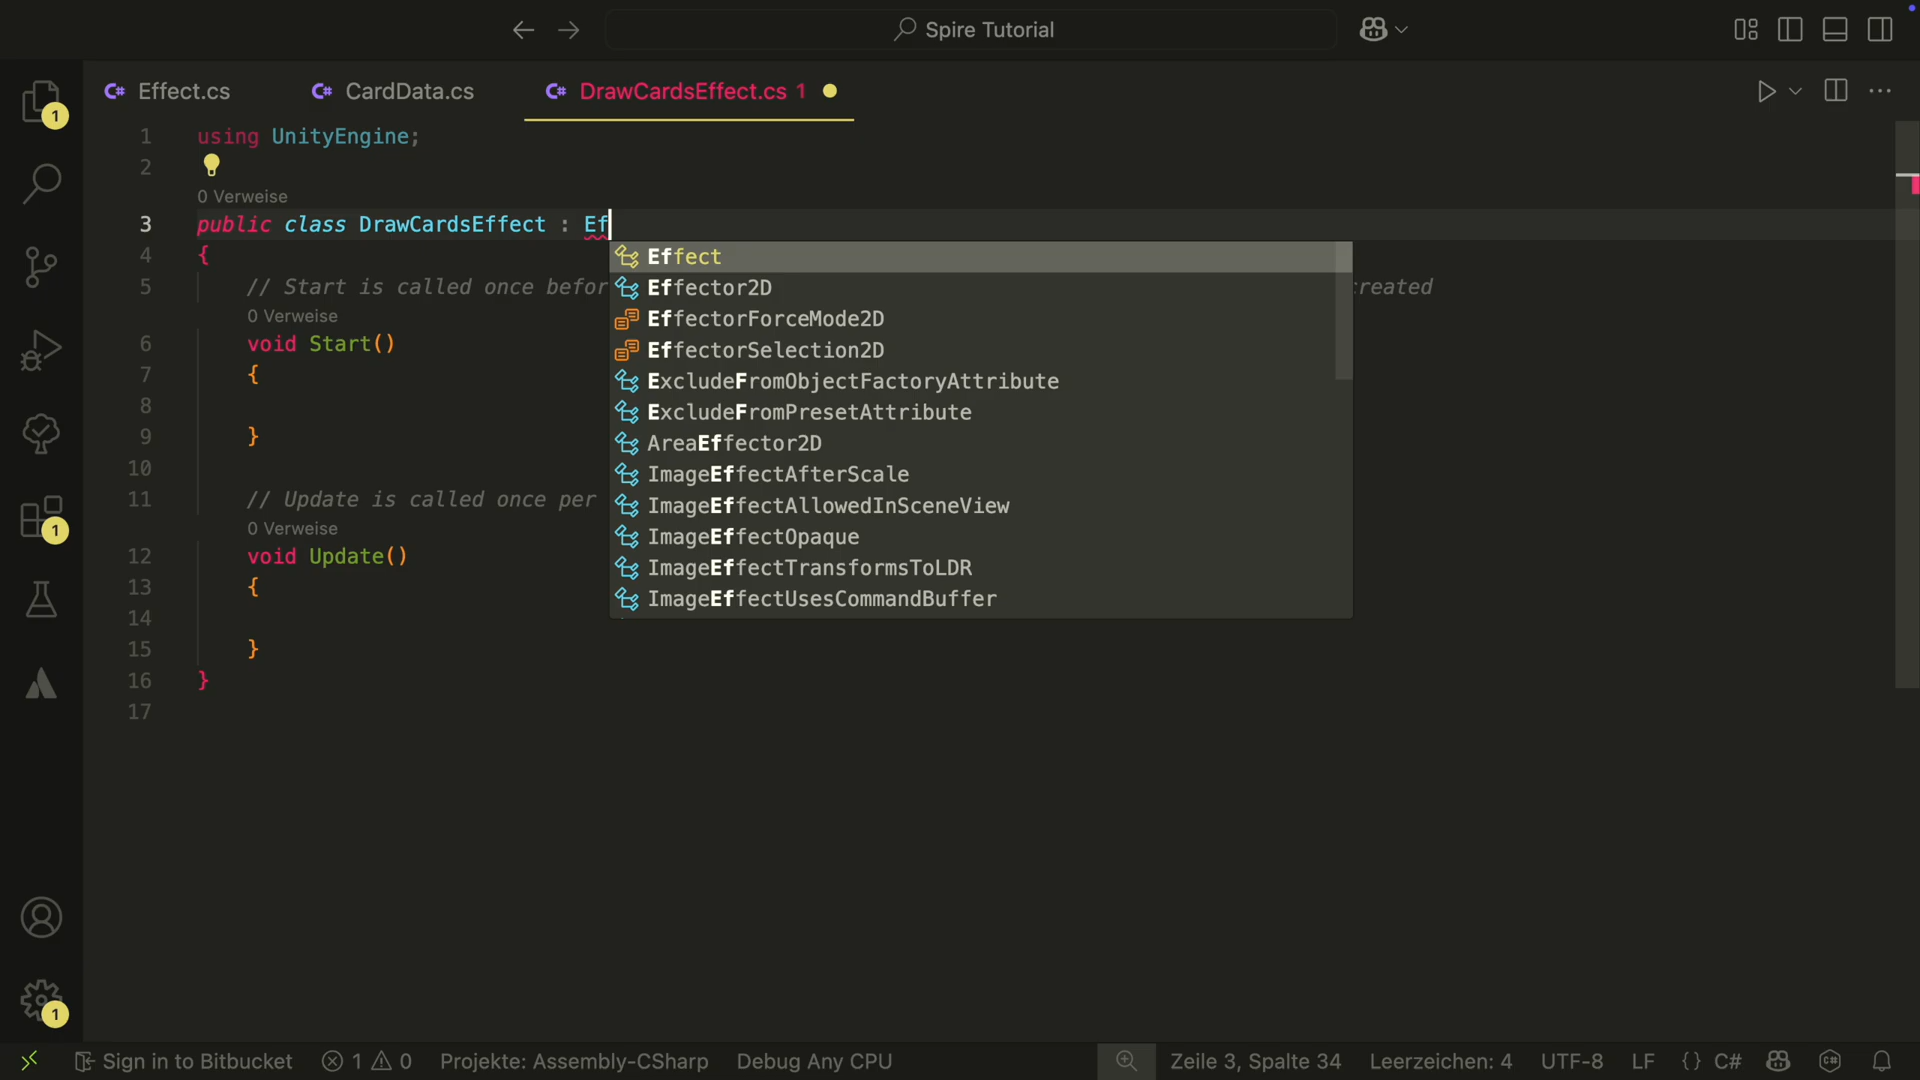 Spire Tutorial
Effect.cs
CardData.cs
DrawCardsEffect.cs 1
1 using UnityEngine;
2
0 Verweise
3 public class DrawCardsEffect : Ef
4 {
5 // Start is called once befor reated
0 Verweise
6 void Start()
7 {
8
9 }
10
11 // Update is called once per
0 Verweise
12 void Update()
13 {
14
15 }
16 }
17
Effect
Effector2D
EffectorForceMode2D
EffectorSelection2D
ExcludeFromObjectFactoryAttribute
ExcludeFromPresetAttribute
AreaEffector2D
ImageEffectAfterScale
ImageEffectAllowedInSceneView
ImageEffectOpaque
ImageEffectTransformsToLDR
ImageEffectUsesCommandBuffer
1
1
1
Sign in to Bitbucket 1 0 Projekte: Assembly-CSharp Debug Any CPU Zeile 3, Spalte 34 Leerzeichen: 4 UTF-8 LF {} C#